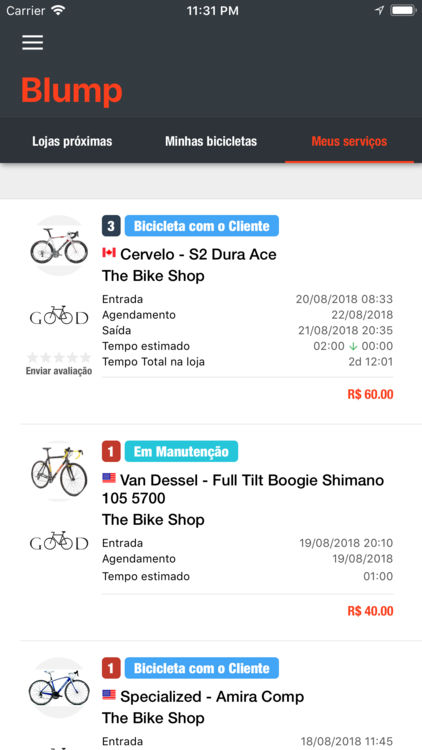 Carrier 11:31 PM
Blump
Lojas próximas Minhas bicicletas Meus serviços
3 Bicicleta com o Cliente
Cervelo - S2 Dura Ace
The Bike Shop
GOOD
Entrada 20/08/2018 08:33
Agendamento 22/08/2018
Saída 21/08/2018 20:35
Tempo estimado 02:00 ↓ 00:00
Tempo Total na loja 2d 12:01
Enviar avaliação
R$ 60.00
1 Em Manutenção
Van Dessel - Full Tilt Boogie Shimano
105 5700
The Bike Shop
GOOD
Entrada 19/08/2018 20:10
Agendamento 19/08/2018
Tempo estimado 01:00
R$ 40.00
1 Bicicleta com o Cliente
Specialized - Amira Comp
The Bike Shop
Entrada 18/08/2018 11:45